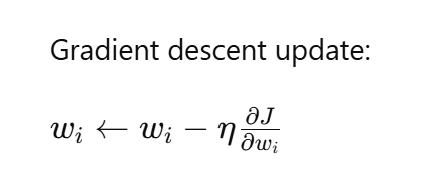 Gradient descent update:
wᵢ ← wᵢ − η ∂J/∂wᵢ